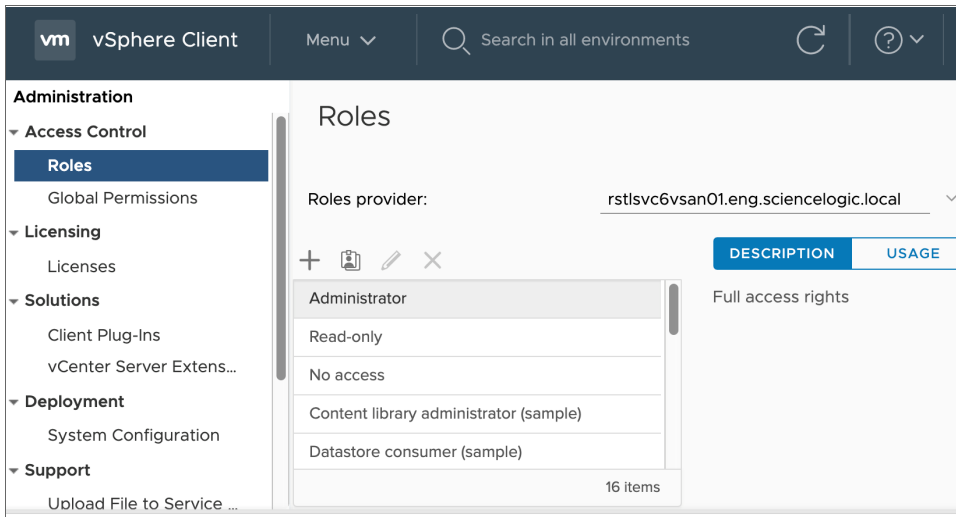 vm vSphere Client Menu Search in all environments ?
Administration
Access Control
Roles
Global Permissions
Licensing
Licenses
Solutions
Client Plug-Ins
vCenter Server Extens...
Deployment
System Configuration
Support
Upload File to Service ...
Roles
Roles provider: rstlsvc6vsan01.eng.sciencelogic.local
Administrator
Read-only
No access
Content library administrator (sample)
Datastore consumer (sample)
16 items
DESCRIPTION USAGE
Full access rights